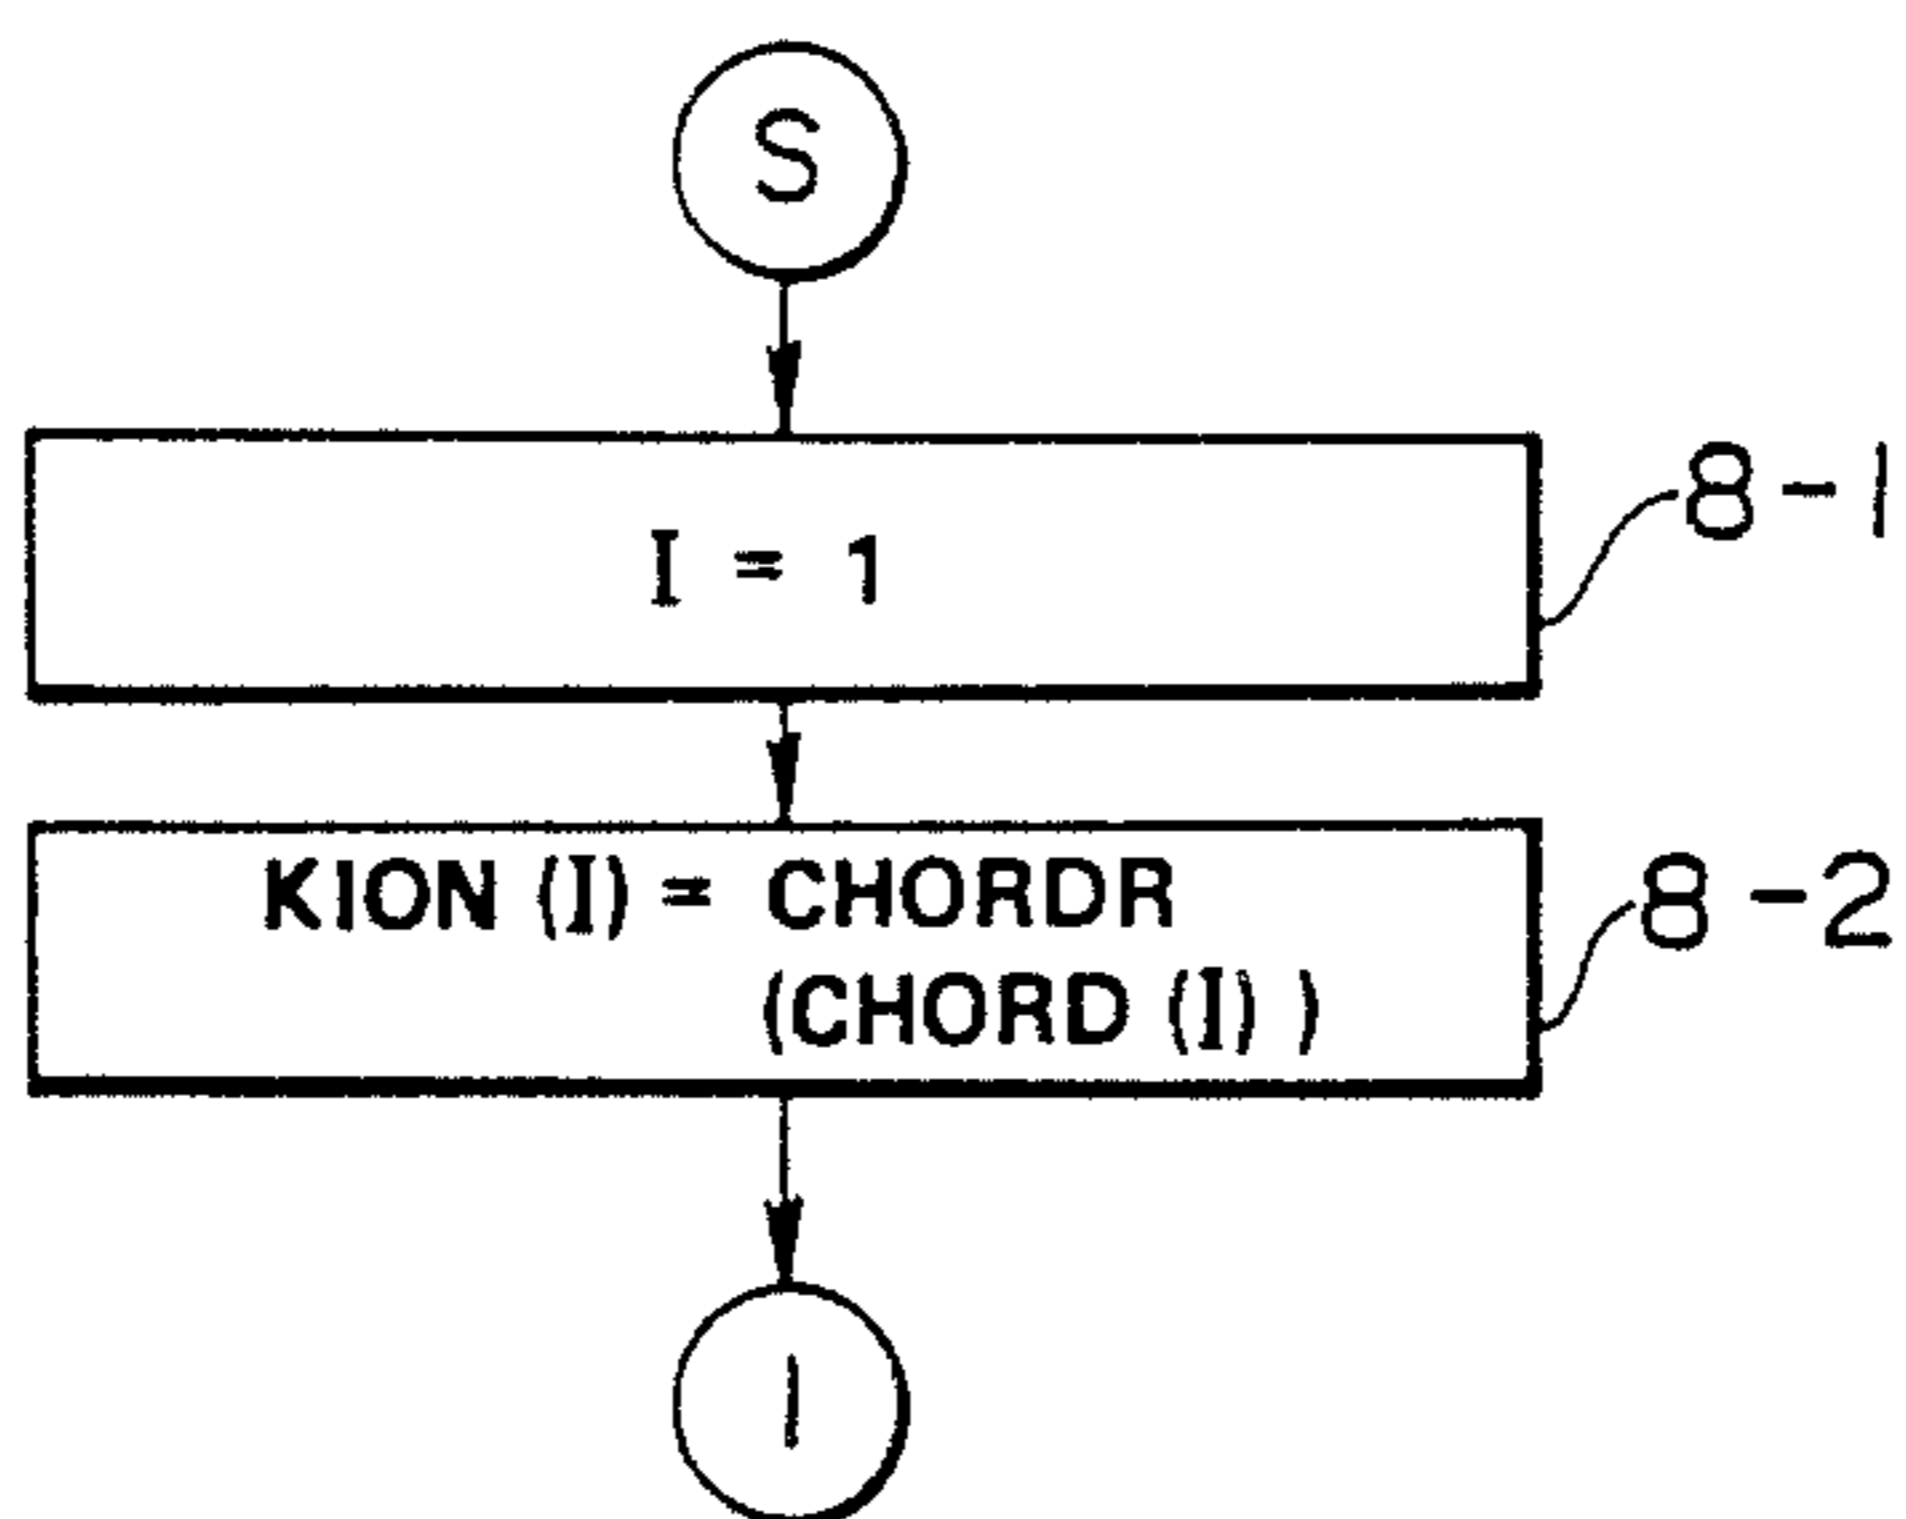 S
I = 1
8-1
KION (I) = CHORDR
(CHORD (I) )
8-2
1